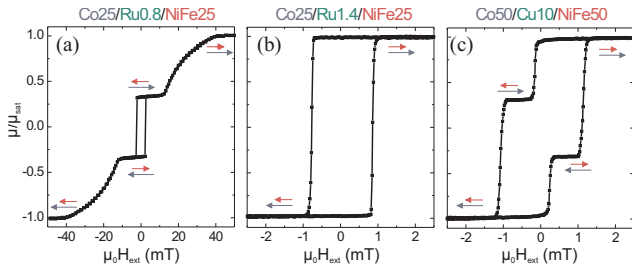 Co25/Ru0.8/NiFe25 Co25/Ru1.4/NiFe25 Co50/Cu10/NiFe50
(a) (b) (c)
1.0
0.5
0.0
-0.5
-1.0
μ/μsat
-40 -20 0 20 40 -2 -1 0 1 2 -2 -1 0 1 2
μ₀Hext (mT) μ₀Hext (mT) μ₀Hext (mT)